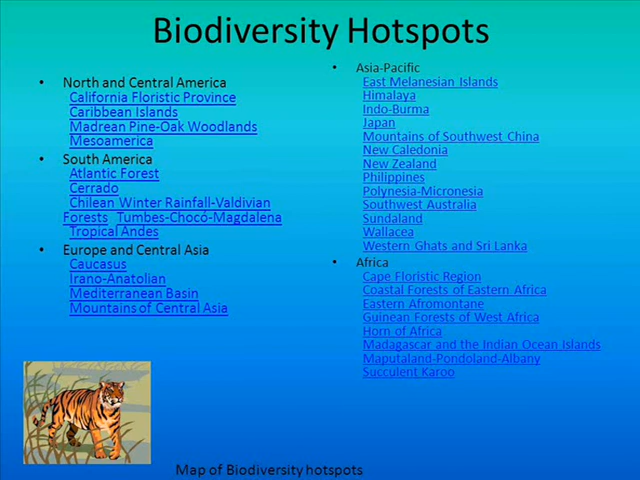 Biodiversity Hotspots
• North and Central America
California Floristic Province
Caribbean Islands
Madrean Pine-Oak Woodlands
Mesoamerica
• South America
Atlantic Forest
Cerrado
Chilean Winter Rainfall-Valdivian
Forests Tumbes-Chocó-Magdalena
Tropical Andes
• Europe and Central Asia
Caucasus
Irano-Anatolian
Mediterranean Basin
Mountains of Central Asia
• Asia-Pacific
East Melanesian Islands
Himalaya
Indo-Burma
Japan
Mountains of Southwest China
New Caledonia
New Zealand
Philippines
Polynesia-Micronesia
Southwest Australia
Sundaland
Wallacea
Western Ghats and Sri Lanka
• Africa
Cape Floristic Region
Coastal Forests of Eastern Africa
Eastern Afromontane
Guinean Forests of West Africa
Horn of Africa
Madagascar and the Indian Ocean Islands
Maputaland-Pondoland-Albany
Succulent Karoo
Map of Biodiversity hotspots